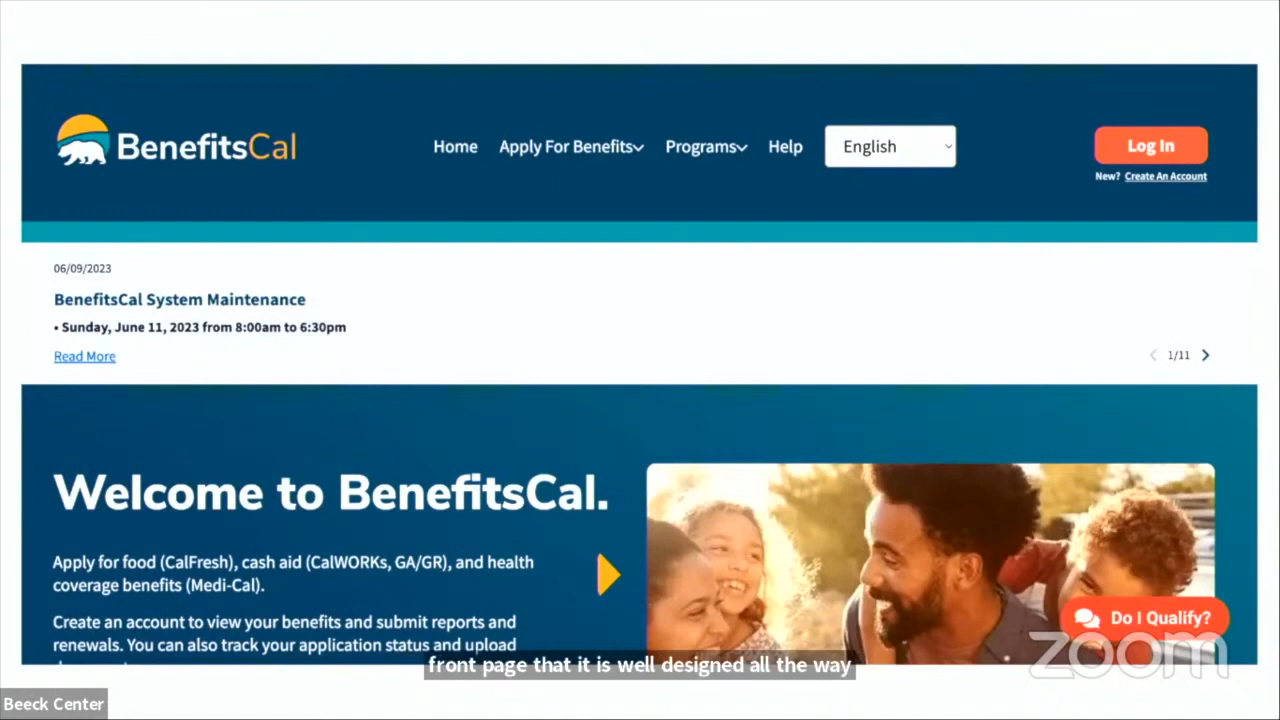 BenefitsCal
Home Apply For Benefits Programs Help English
Log In
New? Create An Account
06/09/2023
BenefitsCal System Maintenance
• Sunday, June 11, 2023 from 8:00am to 6:30pm
Read More
1/11
Welcome to BenefitsCal.
Apply for food (CalFresh), cash aid (CalWORKs, GA/GR), and health
coverage benefits (Medi-Cal).
Create an account to view your benefits and submit reports and
renewals. You can also track your application status and upload
Do I Qualify?
zoom
front page that it is well designed all the way
Beeck Center